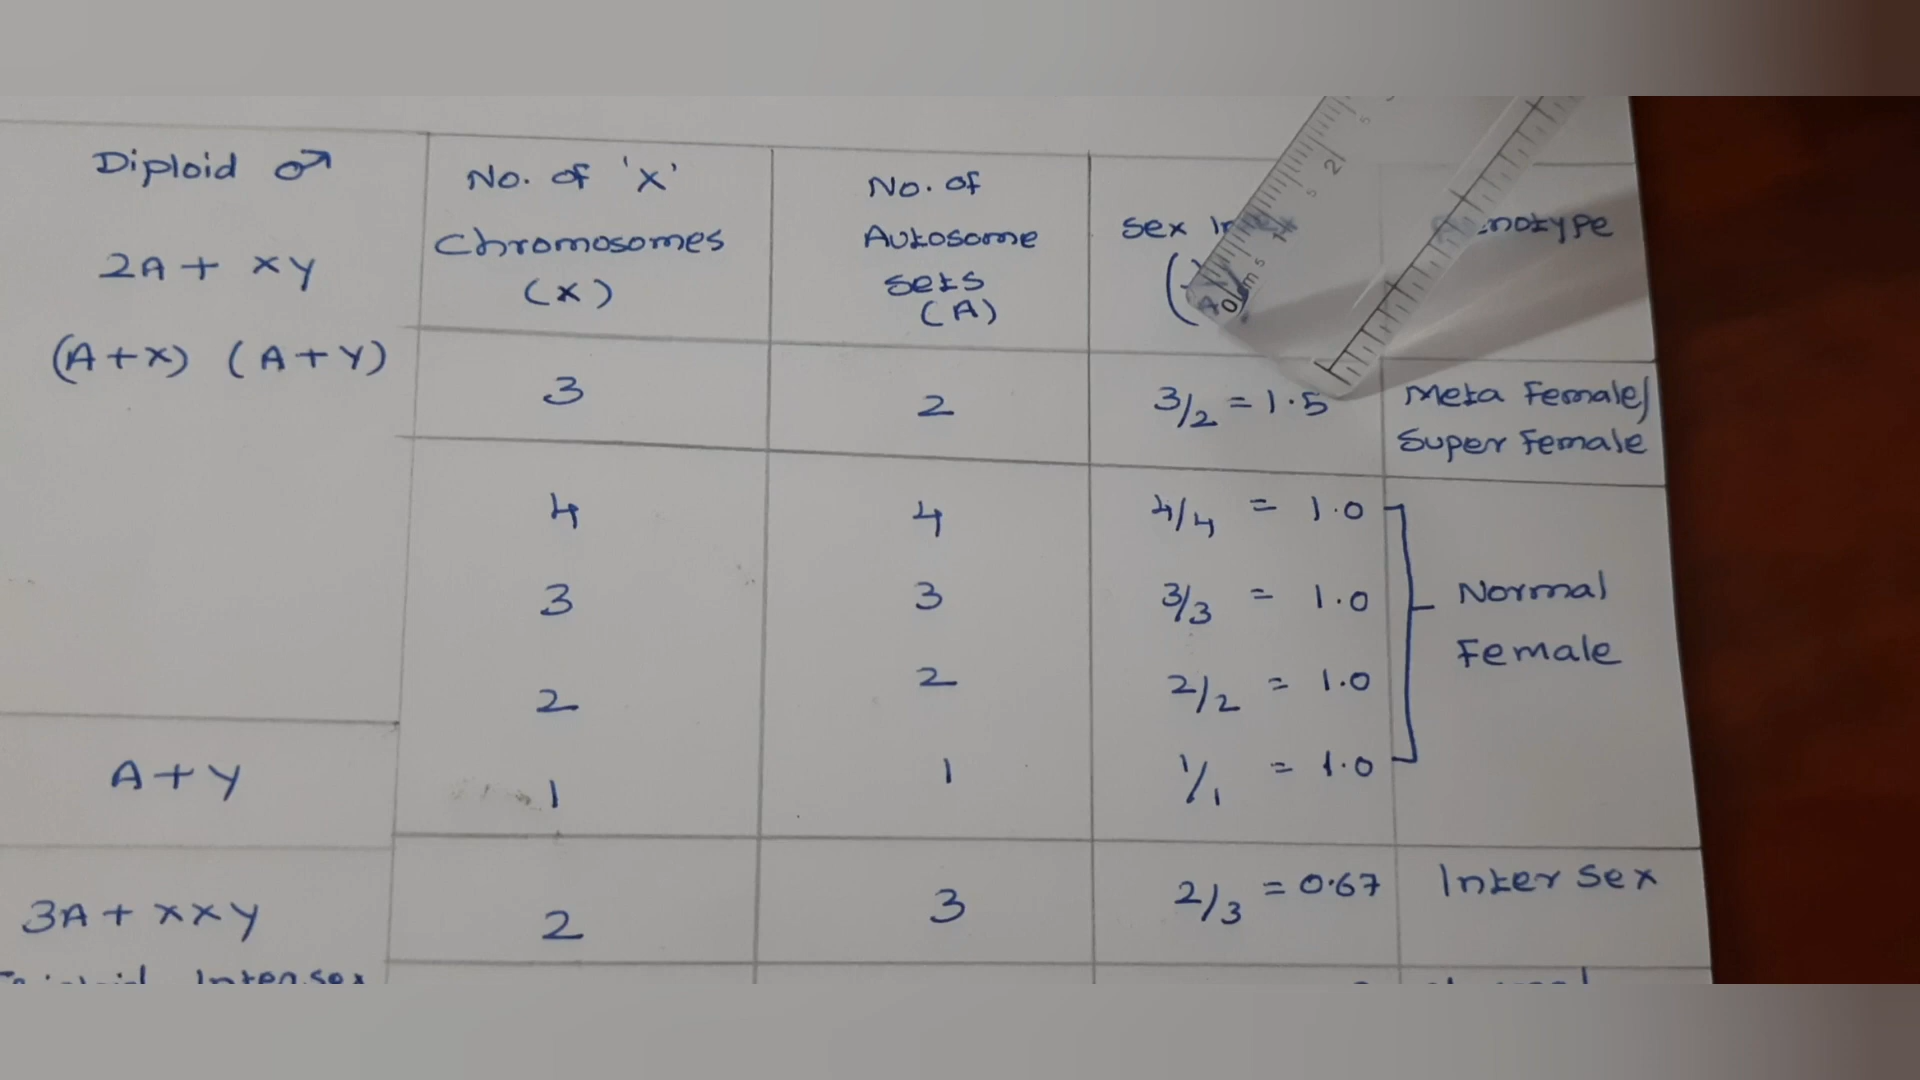 Diploid ♂
2A + XY
(A+X) (A+Y)
A+Y
3A + XXY
No. of 'X'
Chromosomes
(X)
No. of
Autosome
sets
(A)
Sex
3 2 3/2 = 1.5 Meta Female/
Super Female
4 4 4/4 = 1.0
3 3 3/3 = 1.0 Normal
Female
2 2 2/2 = 1.0
1 1 1/1 = 1.0
2 3 2/3 = 0.67 Inter Sex